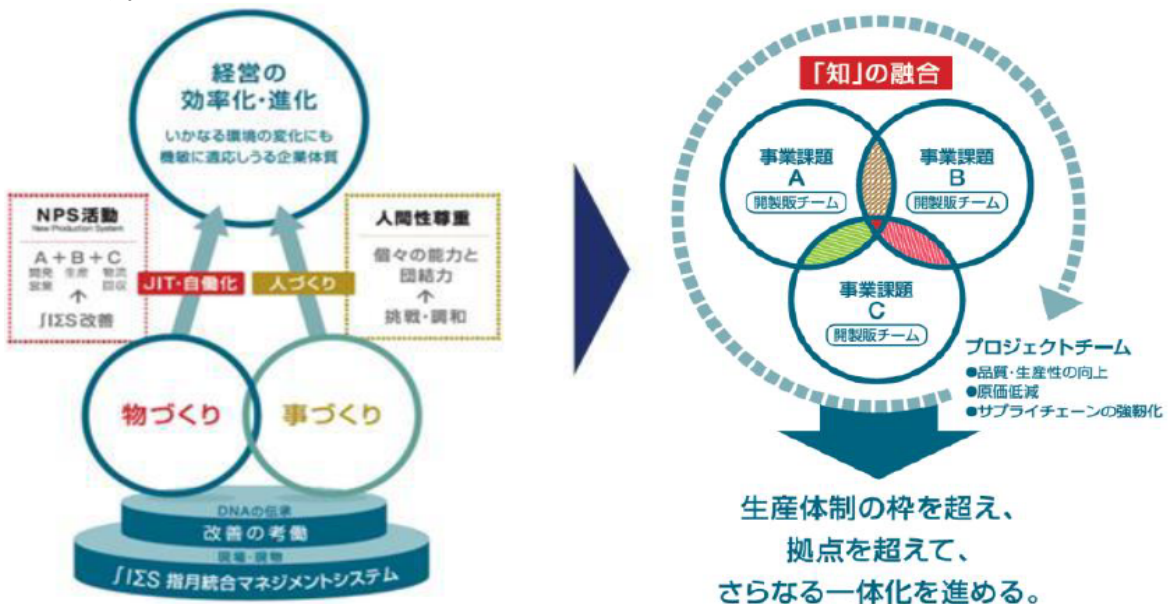 経営の
効率化・進化
いかなる環境の変化にも
機敏に適応しうる企業体質
NPS活動
New Production System
A+B+C
開発 生産 物流
営業 回収
↑
∫IΣS改善
JIT・自働化
人づくり
人間性尊重
個々の能力と
団結力
↑
挑戦・調和
物づくり
事づくり
DNAの伝承
改善の考働
現場・現物
∫IΣS 指月統合マネジメントシステム
「知」の融合
事業課題
A
開製販チーム
事業課題
B
開製販チーム
事業課題
C
開製販チーム
プロジェクトチーム
●品質・生産性の向上
●原価低減
●サプライチェーンの強靱化
生産体制の枠を超え、
拠点を超えて、
さらなる一体化を進める。